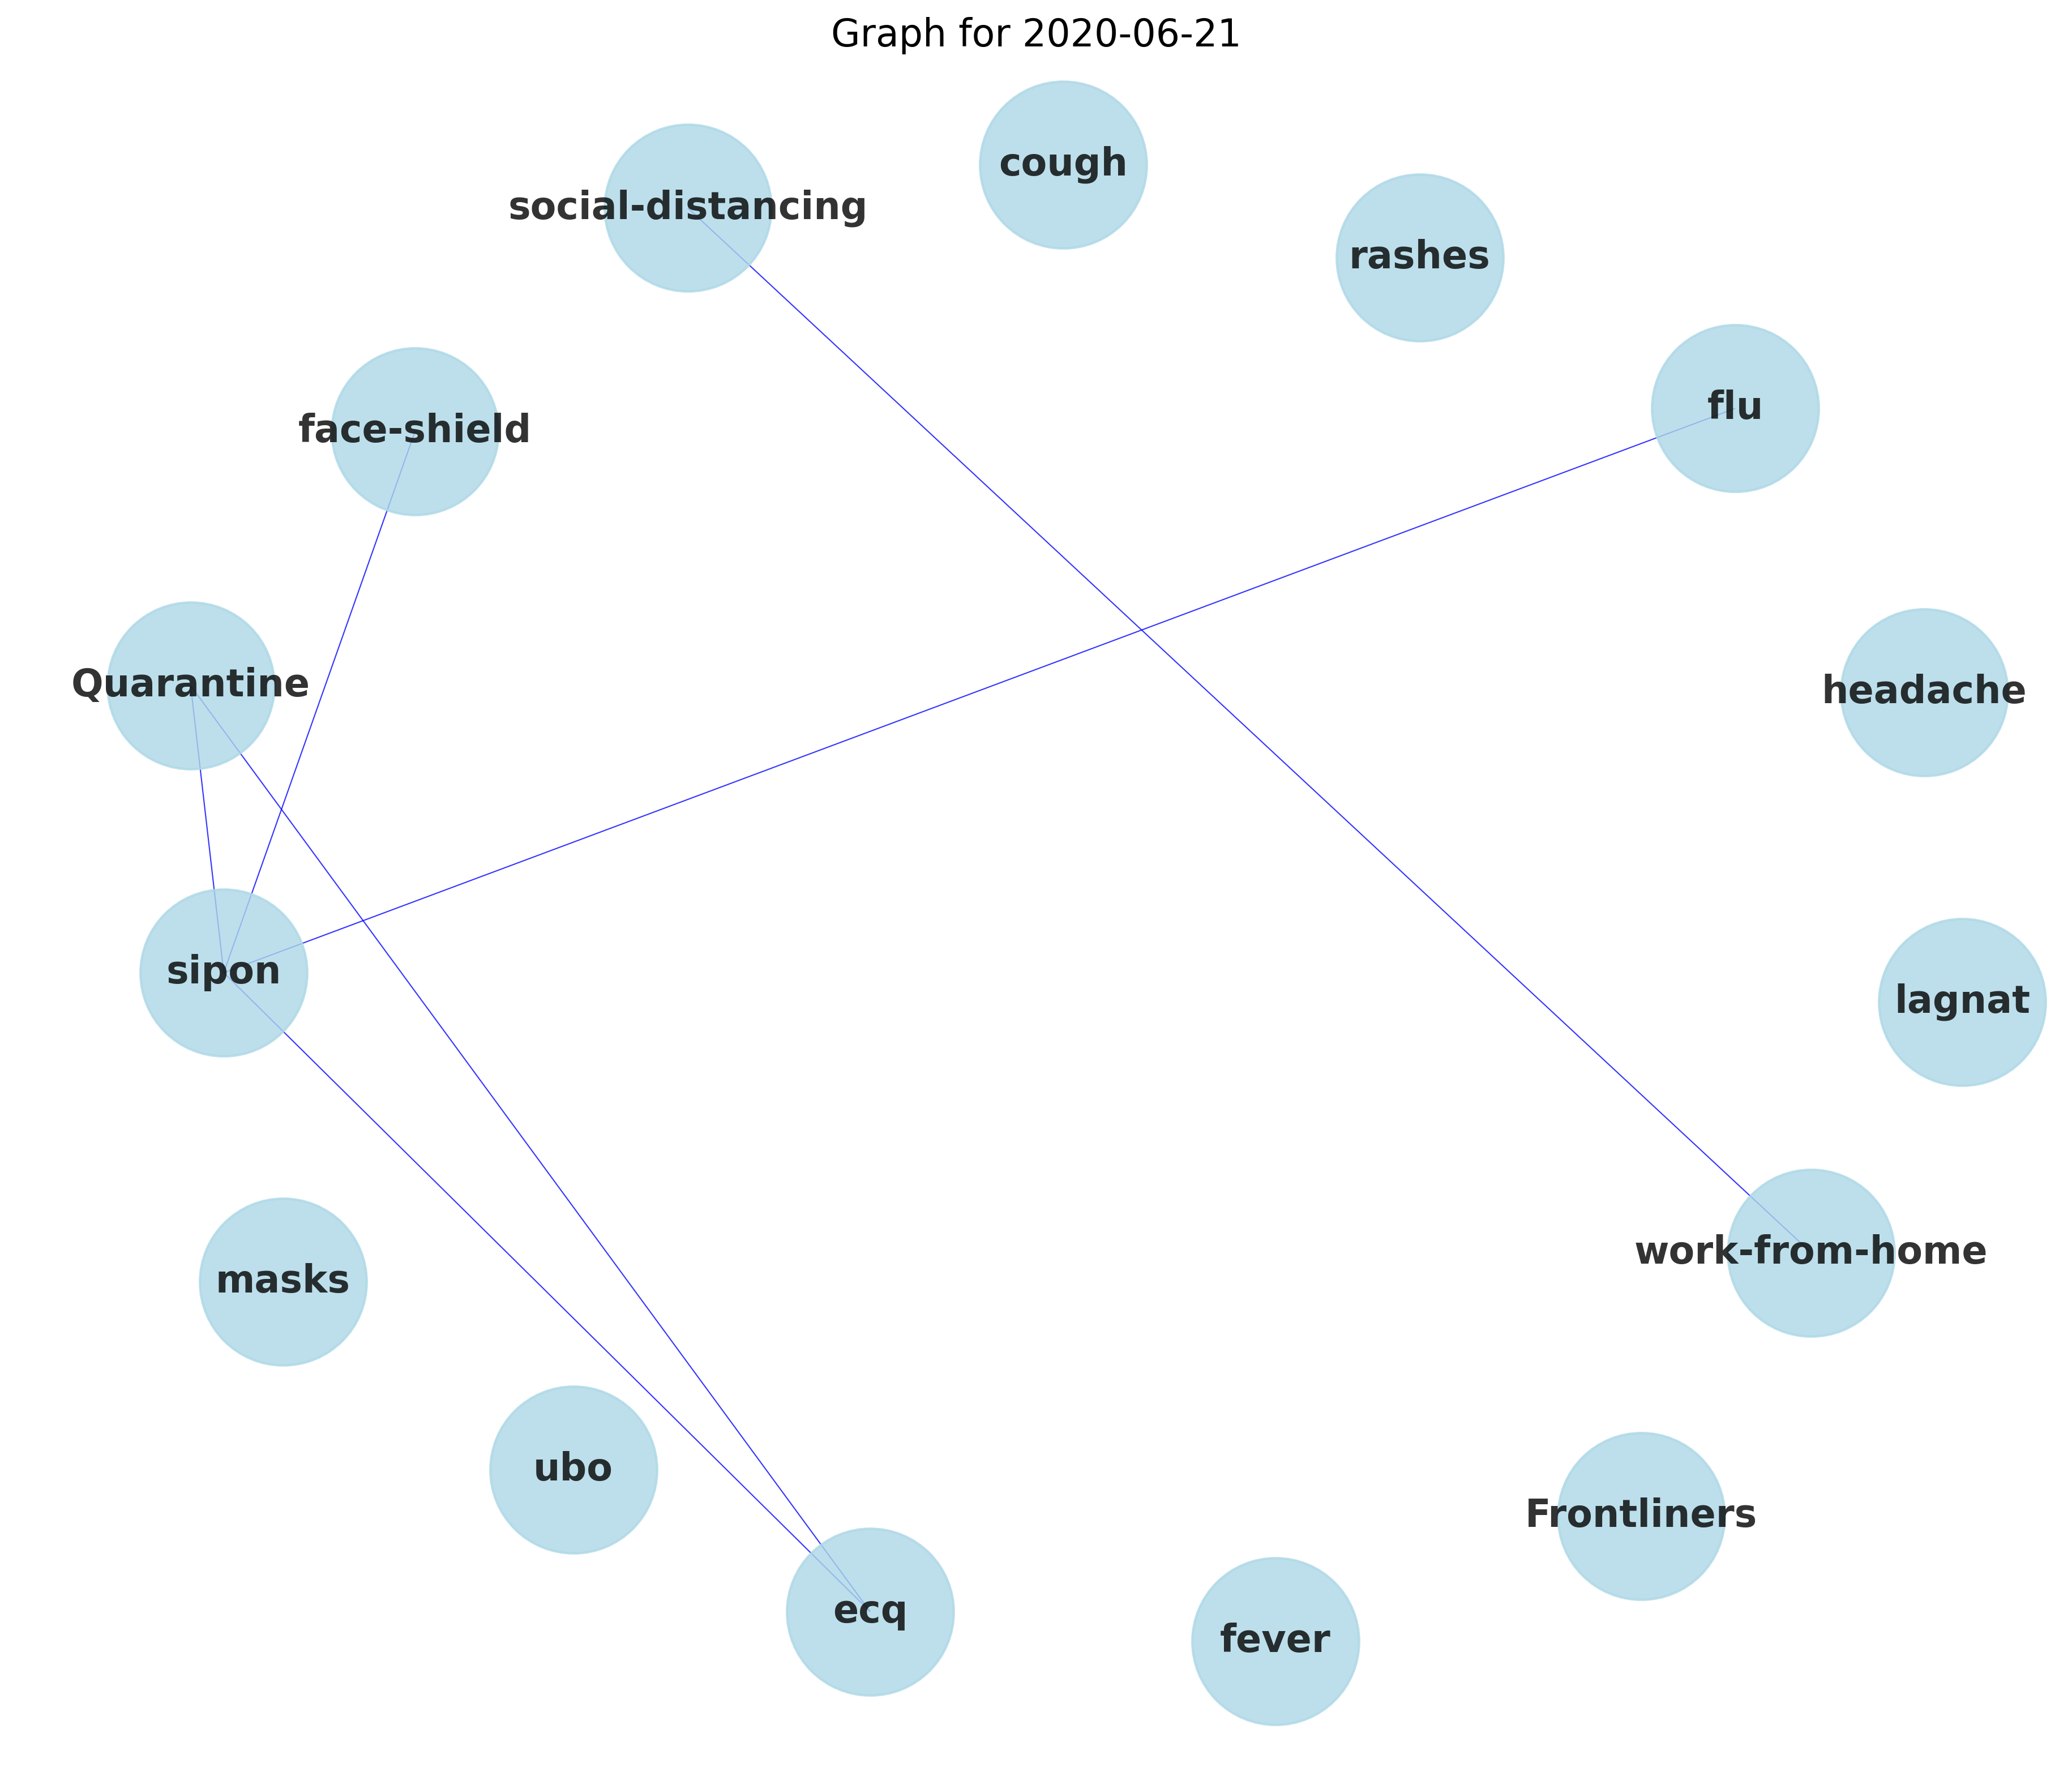 Graph for 2020-06-21
cough
social-distancing
rashes
flu
face-shield
Quarantine
headache
sipon
lagnat
work-from-home
masks
ubo
Frontliners
ecq
fever